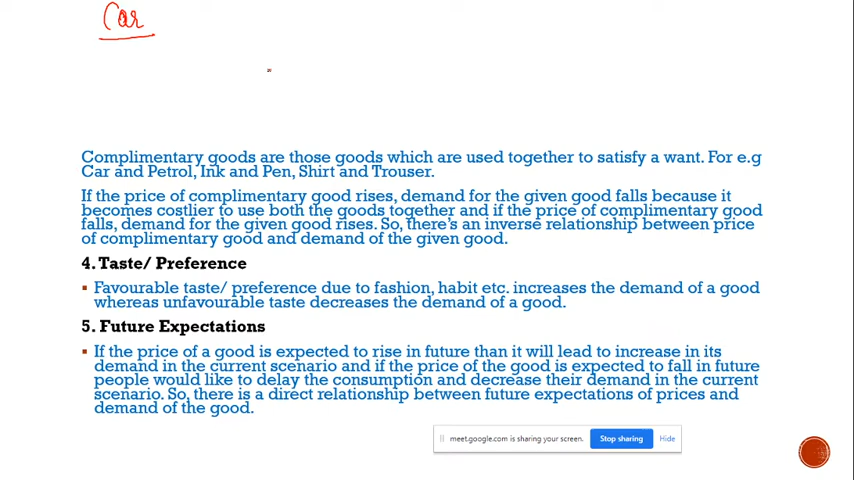 Car
Complimentary goods are those goods which are used together to satisfy a want. For e.g
Car and Petrol, Ink and Pen, Shirt and Trouser.
If the price of complimentary good rises, demand for the given good falls because it
becomes costlier to use both the goods together and if the price of complimentary good
falls, demand for the given good rises. So, there's an inverse relationship between price
of complimentary good and demand of the given good.
4. Taste/ Preference
▪ Favourable taste/ preference due to fashion, habit etc. increases the demand of a good
whereas unfavourable taste decreases the demand of a good.
5. Future Expectations
▪ If the price of a good is expected to rise in future than it will lead to increase in its
demand in the current scenario and if the price of the good is expected to fall in future
people would like to delay the consumption and decrease their demand in the current
scenario. So, there is a direct relationship between future expectations of prices and
demand of the good.
meet.google.com is sharing your screen. Stop sharing Hide